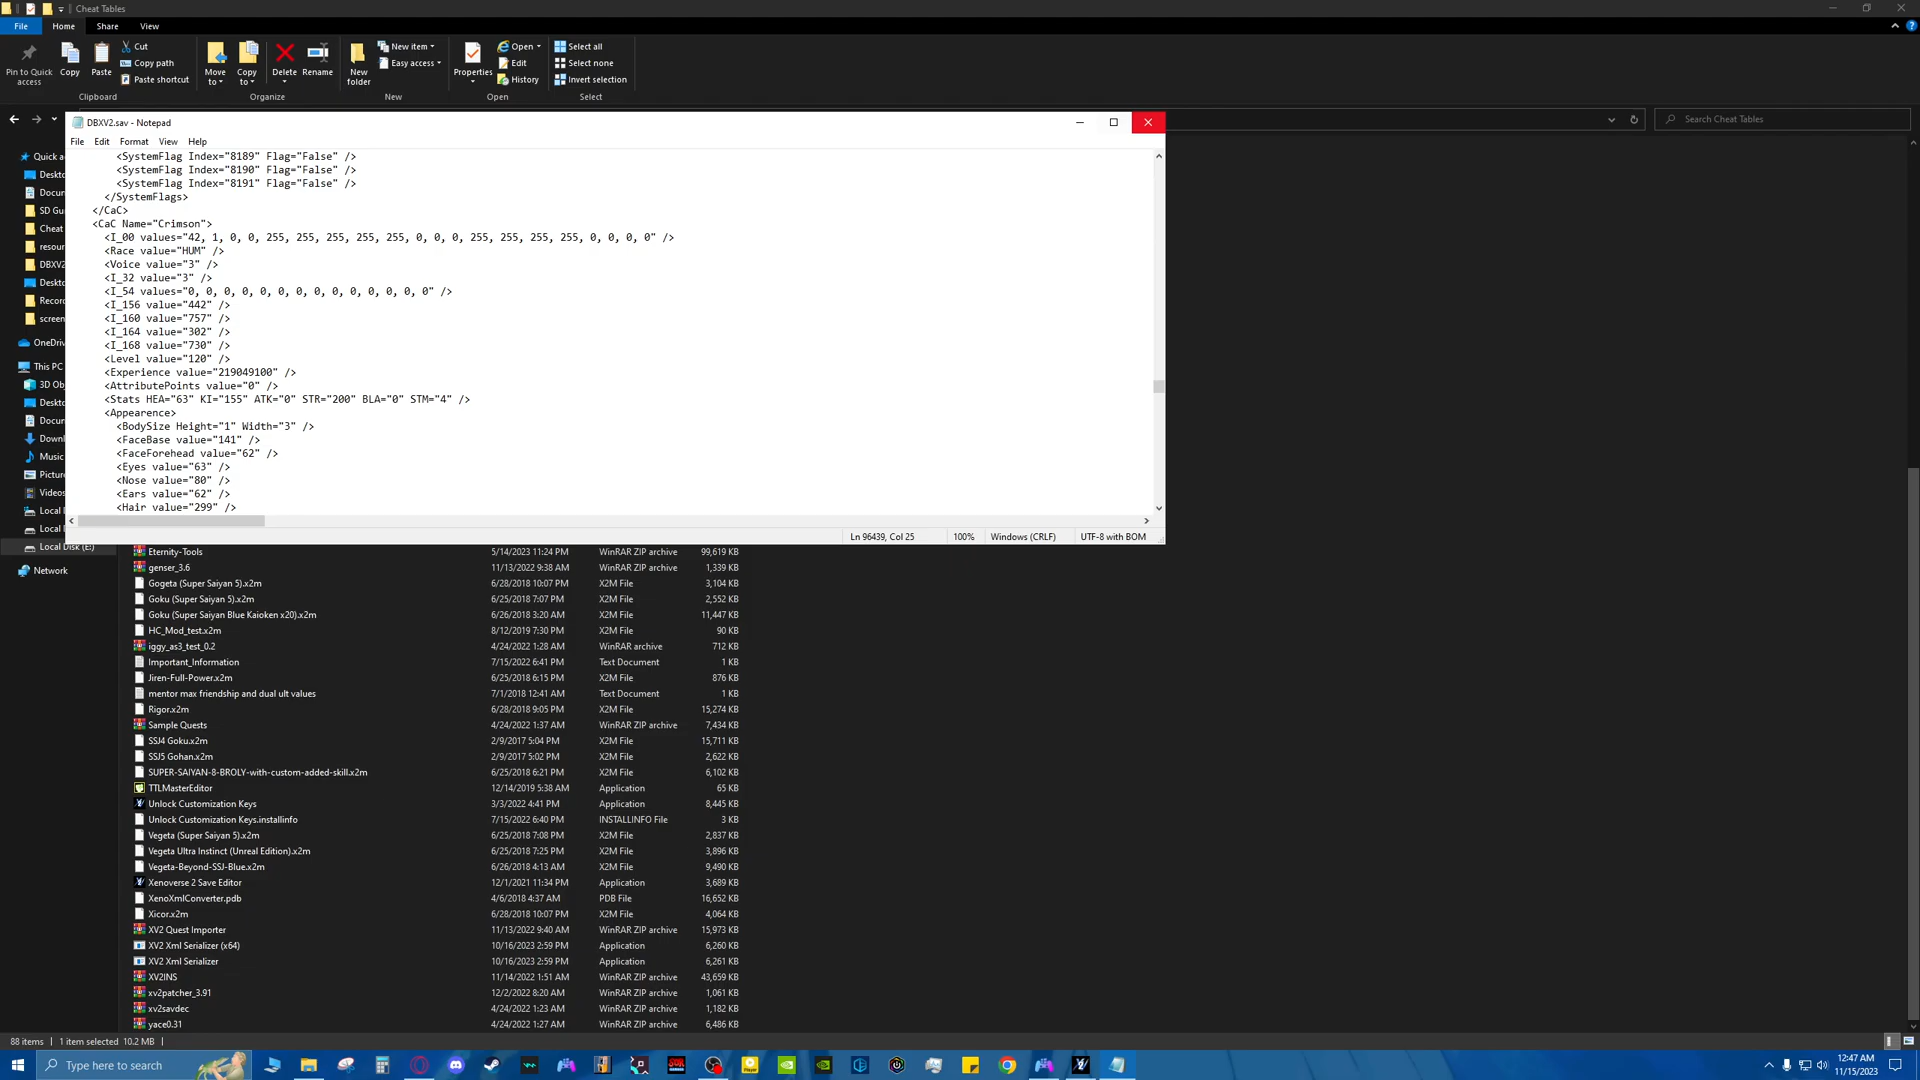 Cheat Tables
File Home Share View
Pin to Quick access
Copy
Paste
Cut
Copy path
Paste shortcut
Clipboard
Move to
Copy to
Delete
Rename
Organize
New folder
New item
Easy access
New
Properties
Open
Edit
History
Open
Select all
Select none
Invert selection
Select
Search Cheat Tables
DBXV2.sav - Notepad
File Edit Format View Help
<SystemFlag Index="8189" Flag="False" />
<SystemFlag Index="8190" Flag="False" />
<SystemFlag Index="8191" Flag="False" />
</SystemFlags>
</CaC>
<CaC Name="Crimson">
<I_00 values="42, 1, 0, 0, 255, 255, 255, 255, 255, 0, 0, 0, 255, 255, 255, 255, 0, 0, 0, 0" />
<Race value="HUM" />
<Voice value="3" />
<I_32 value="3" />
<I_54 values="0, 0, 0, 0, 0, 0, 0, 0, 0, 0, 0, 0, 0, 0" />
<I_156 value="442" />
<I_160 value="757" />
<I_164 value="302" />
<I_168 value="730" />
<Level value="120" />
<Experience value="219049100" />
<AttributePoints value="0" />
<Stats HEA="63" KI="155" ATK="0" STR="200" BLA="0" STM="4" />
<Appearence>
<BodySize Height="1" Width="3" />
<FaceBase value="141" />
<FaceForehead value="62" />
<Eyes value="63" />
<Nose value="80" />
<Ears value="62" />
<Hair value="299" />
Ln 96439, Col 25 100% Windows (CRLF) UTF-8 with BOM
Quick a
Deskt
Docum
SD Gu
Cheat
resour
DBXV2
Deskt
Record
screen
OneDriv
This PC
3D Ob
Deskt
Docum
Downl
Music
Picture
Videos
Local
Local
Local Disk (E:)
Network
Eternity-Tools 5/14/2023 11:24 PM WinRAR ZIP archive 99,619 KB
genser_3.6 11/13/2022 9:38 AM WinRAR ZIP archive 1,339 KB
Gogeta (Super Saiyan 5).x2m 6/28/2018 10:07 PM X2M File 3,104 KB
Goku (Super Saiyan 5).x2m 6/25/2018 7:07 PM X2M File 2,552 KB
Goku (Super Saiyan Blue Kaioken x20).x2m 6/26/2018 3:20 AM X2M File 11,447 KB
HC_Mod_test.x2m 8/12/2019 7:30 PM X2M File 90 KB
iggy_as3_test_0.2 4/24/2022 1:28 AM WinRAR archive 712 KB
Important_Information 7/15/2022 6:41 PM Text Document 1 KB
Jiren-Full-Power.x2m 6/25/2018 6:15 PM X2M File 876 KB
mentor max friendship and dual ult values 7/1/2018 12:41 AM Text Document 1 KB
Rigor.x2m 6/28/2018 9:05 PM X2M File 15,274 KB
Sample Quests 4/24/2022 1:37 AM WinRAR ZIP archive 7,434 KB
SSJ4 Goku.x2m 2/9/2017 5:04 PM X2M File 15,711 KB
SSJ5 Gohan.x2m 2/9/2017 5:02 PM X2M File 2,622 KB
SUPER-SAIYAN-8-BROLY-with-custom-added-skill.x2m 6/25/2018 6:21 PM X2M File 6,102 KB
TTLMasterEditor 12/14/2019 5:38 AM Application 65 KB
Unlock Customization Keys 3/3/2022 4:41 PM Application 8,445 KB
Unlock Customization Keys.installinfo 7/15/2022 6:40 PM INSTALLINFO File 3 KB
Vegeta (Super Saiyan 5).x2m 6/25/2018 7:08 PM X2M File 2,837 KB
Vegeta Ultra Instinct (Unreal Edition).x2m 6/25/2018 7:25 PM X2M File 3,896 KB
Vegeta-Beyond-SSJ-Blue.x2m 6/26/2018 4:13 AM X2M File 9,490 KB
Xenoverse 2 Save Editor 12/1/2021 11:34 PM Application 3,689 KB
XenoXmlConverter.pdb 4/6/2018 4:37 AM PDB File 16,652 KB
Xicor.x2m 6/28/2018 10:07 PM X2M File 4,064 KB
XV2 Quest Importer 11/13/2022 9:40 AM WinRAR ZIP archive 15,973 KB
XV2 Xml Serializer (x64) 10/16/2023 2:59 PM Application 6,260 KB
XV2 Xml Serializer 10/16/2023 2:59 PM Application 6,261 KB
XV2INS 11/14/2022 1:51 AM WinRAR ZIP archive 43,659 KB
xv2patcher_3.91 12/2/2022 8:20 AM WinRAR ZIP archive 1,061 KB
xv2savdec 4/24/2022 1:23 AM WinRAR ZIP archive 1,182 KB
yace0.31 4/24/2022 1:27 AM WinRAR ZIP archive 6,486 KB
88 items 1 item selected 10.2 MB
Type here to search
12:47 AM
11/15/2023